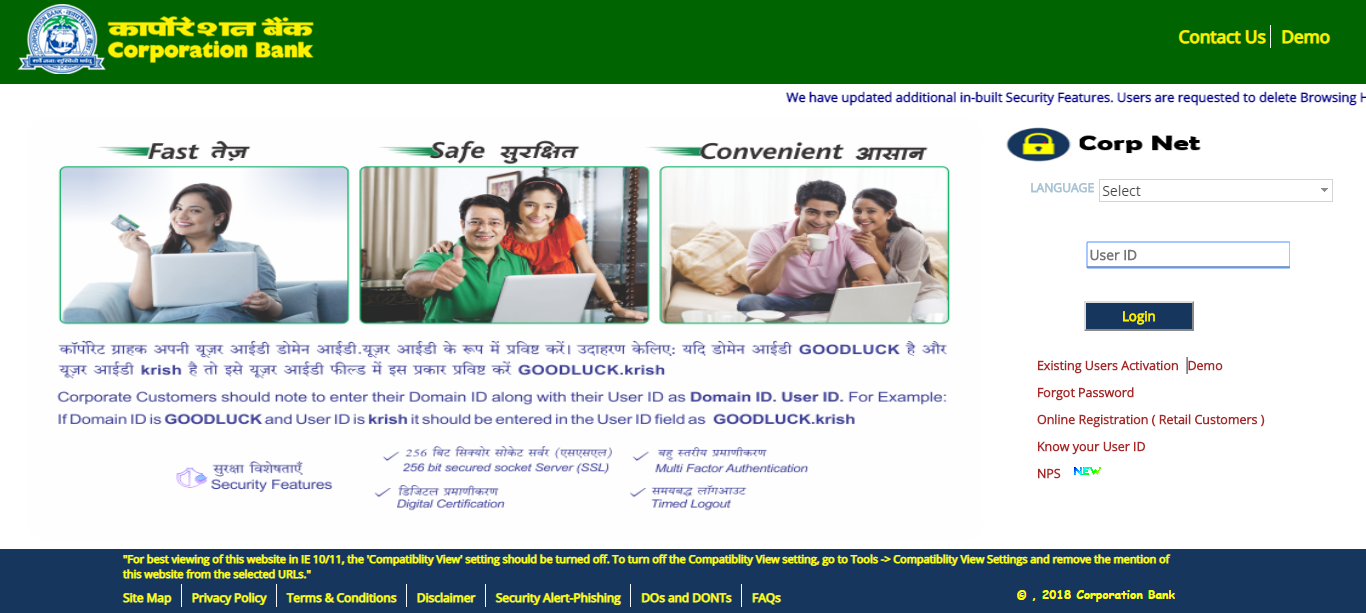 कार्पोरेशन बैंक
Corporation Bank
Contact Us
Demo
We have updated additional in-built Security Features. Users are requested to delete Browsing H
Fast तेज़
Safe सुरक्षित
Convenient आसान
Corp Net
LANGUAGE Select
User ID
Login
Existing Users Activation Demo
Forgot Password
Online Registration ( Retail Customers )
Know your User ID
NPS NEW
कॉर्पोरेट ग्राहक अपनी यूज़र आईडी डोमेन आईडी.यूज़र आईडी के रूप में प्रविष्ट करें। उदाहरण केलिए: यदि डोमेन आईडी GOODLUCK है और
यूज़र आईडी krish है तो इसे यूज़र आईडी फील्ड में इस प्रकार प्रविष्ट करें GOODLUCK.krish
Corporate Customers should note to enter their Domain ID along with their User ID as Domain ID. User ID. For Example:
If Domain ID is GOODLUCK and User ID is krish it should be entered in the User ID field as GOODLUCK.krish
सुरक्षा विशेषताएँ
Security Features
256 बिट सिक्योर सोकेट सर्वर (एसएसएल)
256 bit secured socket Server (SSL)
बहु स्तरीय प्रमाणीकरण
Multi Factor Authentication
डिजिटल प्रमाणीकरण
Digital Certification
समयबद्ध लॉगआउट
Timed Logout
"For best viewing of this website in IE 10/11, the 'Compatiblity View' setting should be turned off. To turn off the Compatiblity View setting, go to Tools -> Compatiblity View Settings and remove the mention of
this website from the selected URLs."
Site Map
Privacy Policy
Terms & Conditions
Disclaimer
Security Alert-Phishing
DOs and DONTs
FAQs
© , 2018 Corporation Bank